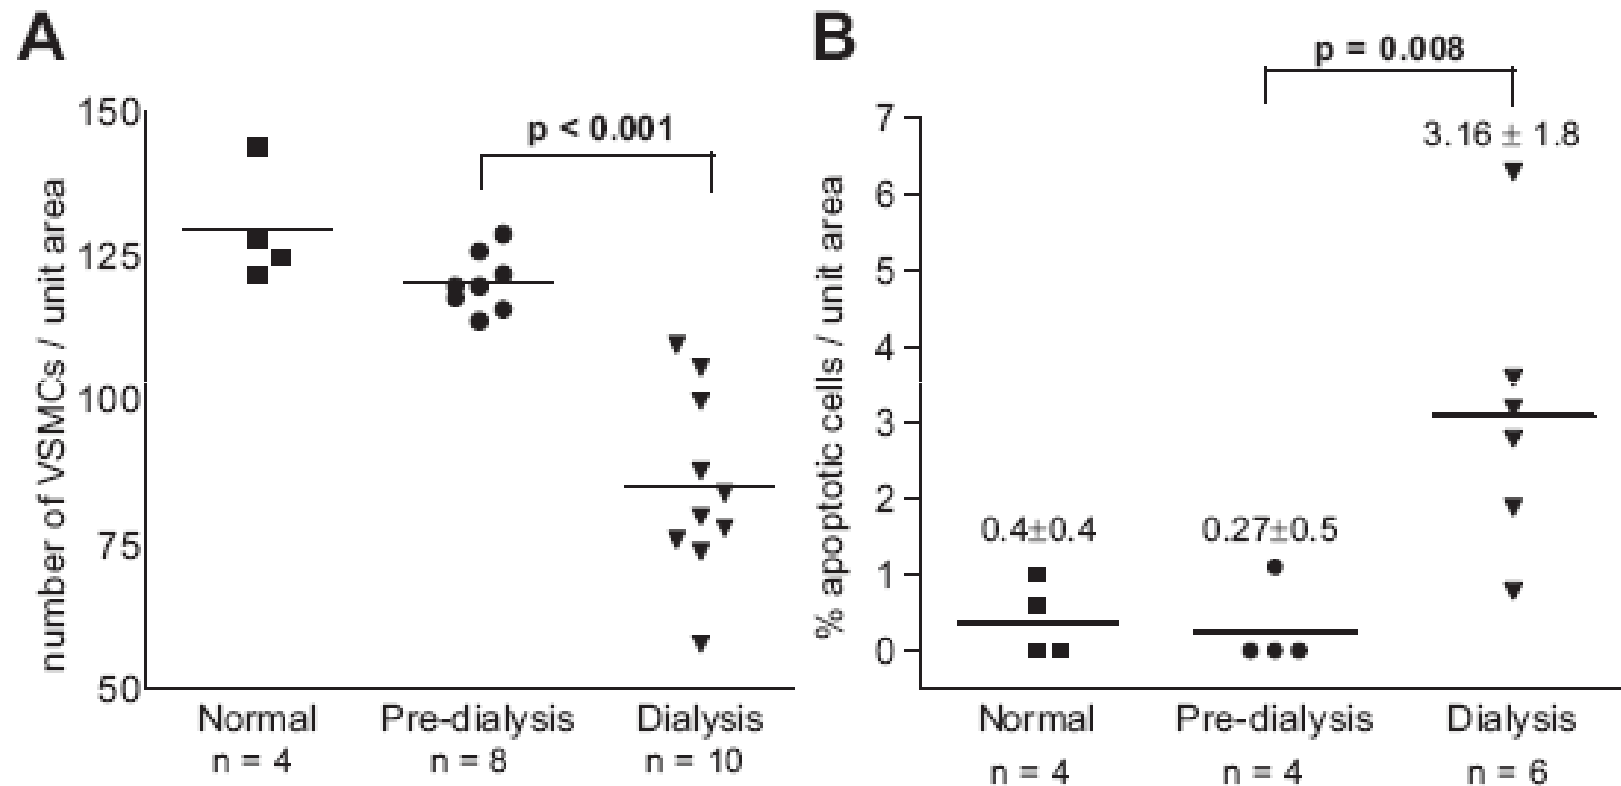 A
number of VSMCs / unit area
150
125
100
75
50
p < 0.001
Normal
n = 4
Pre-dialysis
n = 8
Dialysis
n = 10
B
% apoptotic cells / unit area
7
6
5
4
3
2
1
0
p = 0.008
0.4±0.4
0.27±0.5
3.16 ± 1.8
Normal
n = 4
Pre-dialysis
n = 4
Dialysis
n = 6